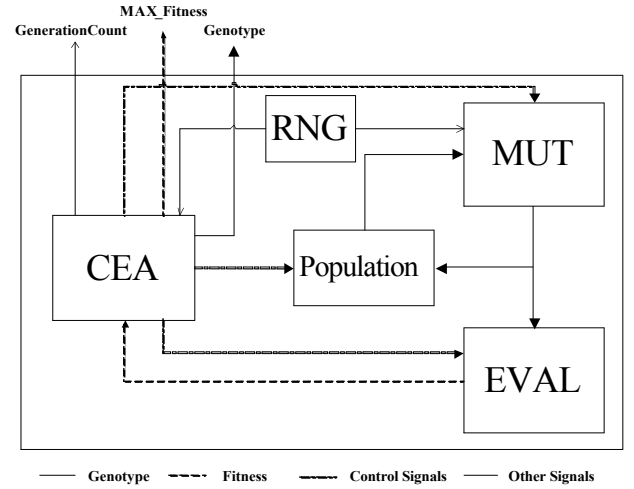 MAX_Fitness
GenerationCount
Genotype
RNG
MUT
CEA
Population
EVAL
Genotype Fitness Control Signals Other Signals